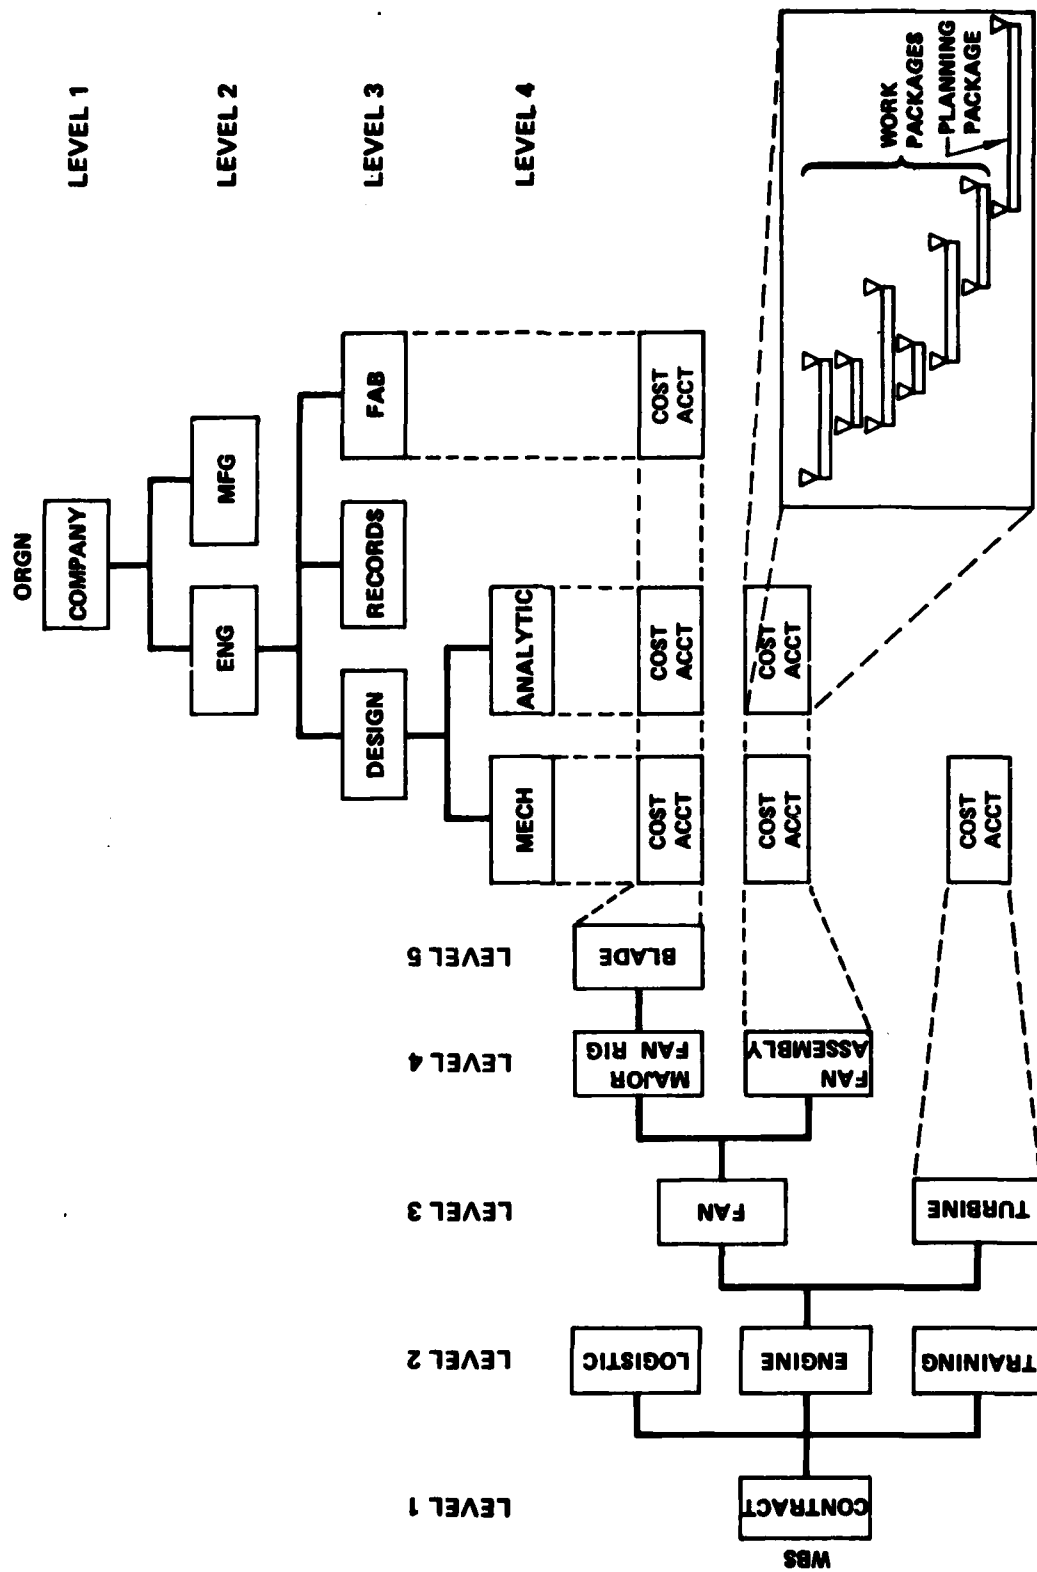 ORGN
COMPANY
LEVEL 1
ENG
MFG
LEVEL 2
DESIGN
RECORDS
FAB
LEVEL 3
MECH
ANALYTIC
LEVEL 4
COST
ACCT
COST
ACCT
COST
ACCT
COST
ACCT
COST
ACCT
COST
ACCT
WORK
PACKAGES
PLANNING
PACKAGE
LEVEL 1
LEVEL 2
LEVEL 3
LEVEL 4
LEVEL 5
WBS
CONTRACT
LOGISTIC
ENGINE
TRAINING
FAN
TURBINE
MAJOR
FAN RIG
FAN
ASSEMBLY
BLADE